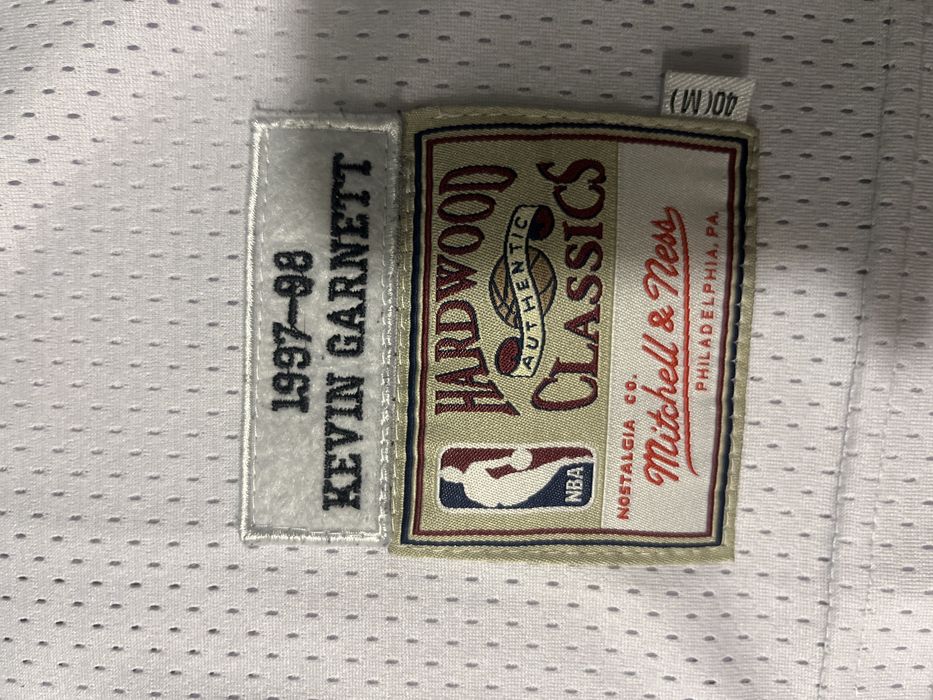 1997-98
KEVIN GARNETT
HARDWOOD
AUTHENTIC
CLASSICS
NBA
NOSTALGIA CO.
Mitchell & Ness
PHILADELPHIA, PA.
40(M)